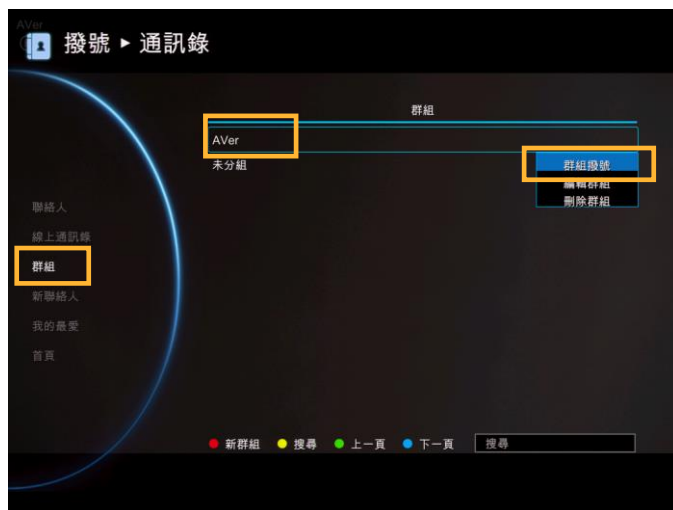 AVer
撥號 ▸ 通訊錄
群組
AVer
未分組
群組撥號
編輯群組
刪除群組
聯絡人
線上通訊錄
群組
新聯絡人
我的最愛
首頁
新群組 搜尋 上一頁 下一頁 搜尋